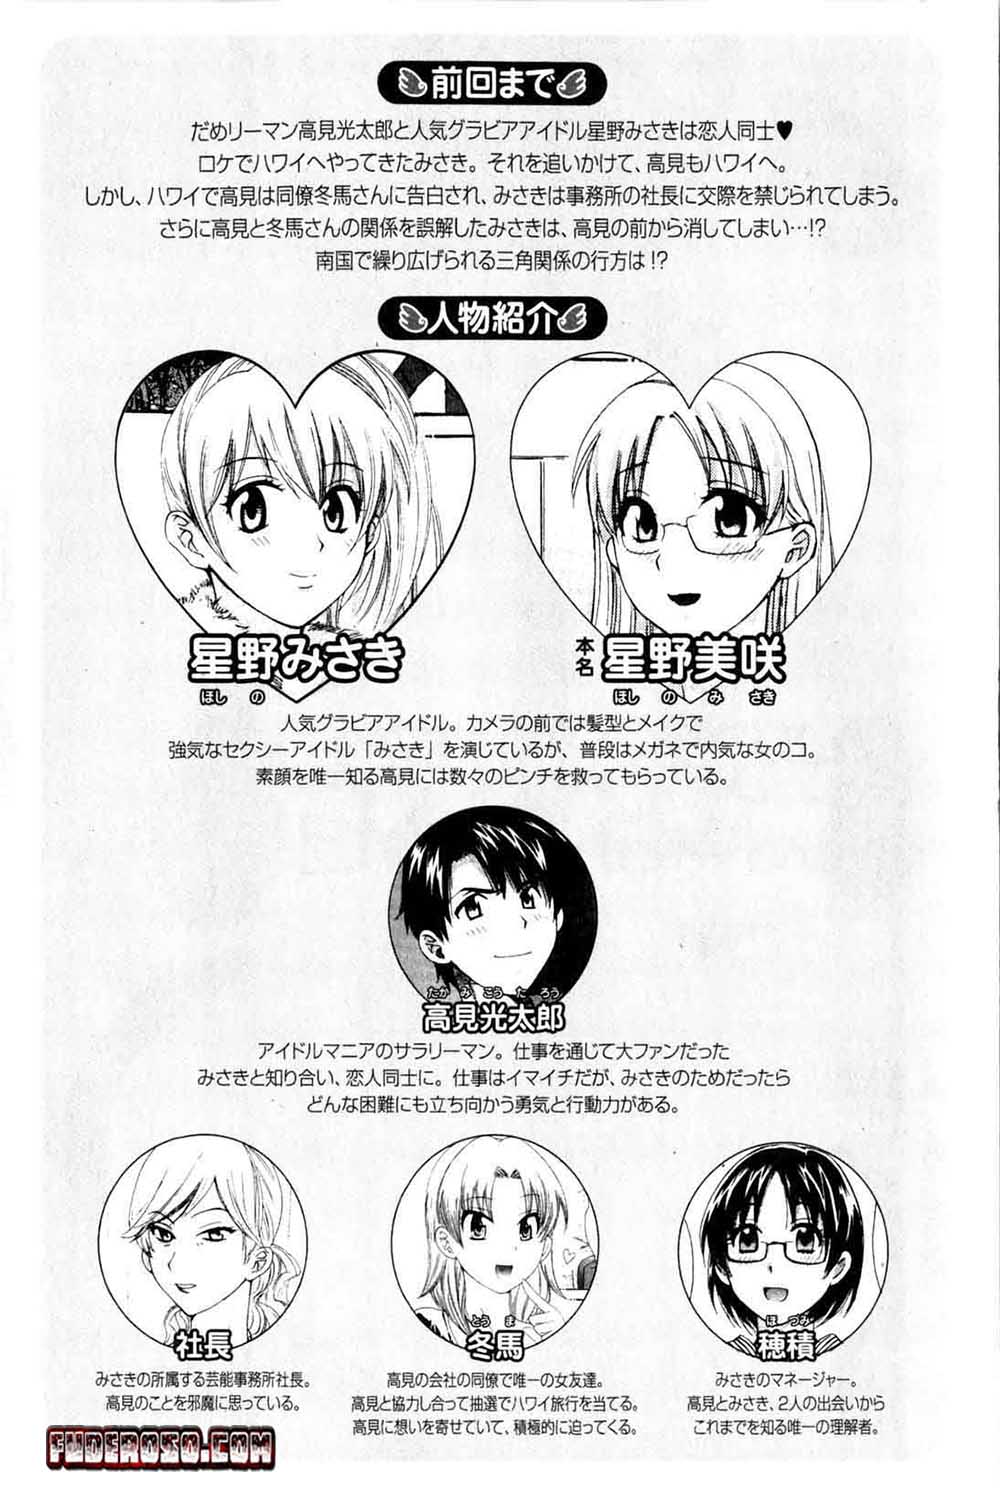 前回まで
だめリーマン高見光太郎と人気グラビアアイドル星野みさきは恋人同士♥
ロケでハワイへやってきたみさき。それを追いかけて、高見もハワイへ。
しかし、ハワイで高見は同僚冬馬さんに告白され、みさきは事務所の社長に交際を禁じられてしまう。
さらに高見と冬馬さんの関係を誤解したみさきは、高見の前から消してしまい…!?
南国で繰り広げられる三角関係の行方は!?
人物紹介
星野みさき
ほしの
本名
星野美咲
ほしのみさき
人気グラビアアイドル。カメラの前では髪型とメイクで
強気なセクシーアイドル「みさき」を演じているが、普段はメガネで内気な女のコ。
素顔を唯一知る高見には数々のピンチを救ってもらっている。
たかみこうたろう
高見光太郎
アイドルマニアのサラリーマン。仕事を通じて大ファンだった
みさきと知り合い、恋人同士に。仕事はイマイチだが、みさきのためだったら
どんな困難にも立ち向かう勇気と行動力がある。
社長
みさきの所属する芸能事務所社長。
高見のことを邪魔に思っている。
とうま
冬馬
高見の会社の同僚で唯一の女友達。
高見と協力し合って抽選でハワイ旅行を当てる。
高見に想いを寄せていて、積極的に迫ってくる。
ほづみ
穂積
みさきのマネージャー。
高見とみさき、2人の出会いから
これまでを知る唯一の理解者。
FUDEROSO.COM